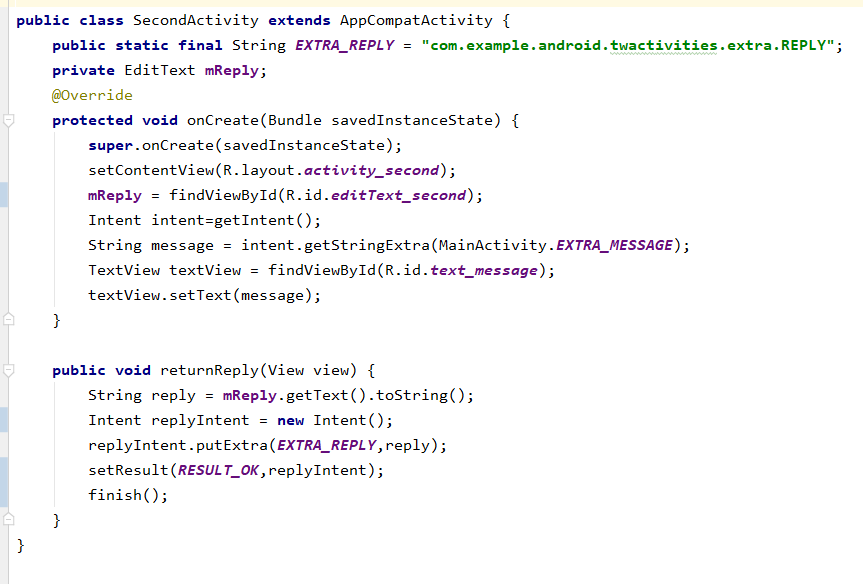 public class SecondActivity extends AppCompatActivity {
    public static final String EXTRA_REPLY = "com.example.android.twactivities.extra.REPLY";
    private EditText mReply;
    @Override
    protected void onCreate(Bundle savedInstanceState) {
        super.onCreate(savedInstanceState);
        setContentView(R.layout.activity_second);
        mReply = findViewById(R.id.editText_second);
        Intent intent=getIntent();
        String message = intent.getStringExtra(MainActivity.EXTRA_MESSAGE);
        TextView textView = findViewById(R.id.text_message);
        textView.setText(message);
    }

    public void returnReply(View view) {
        String reply = mReply.getText().toString();
        Intent replyIntent = new Intent();
        replyIntent.putExtra(EXTRA_REPLY,reply);
        setResult(RESULT_OK,replyIntent);
        finish();
    }
}